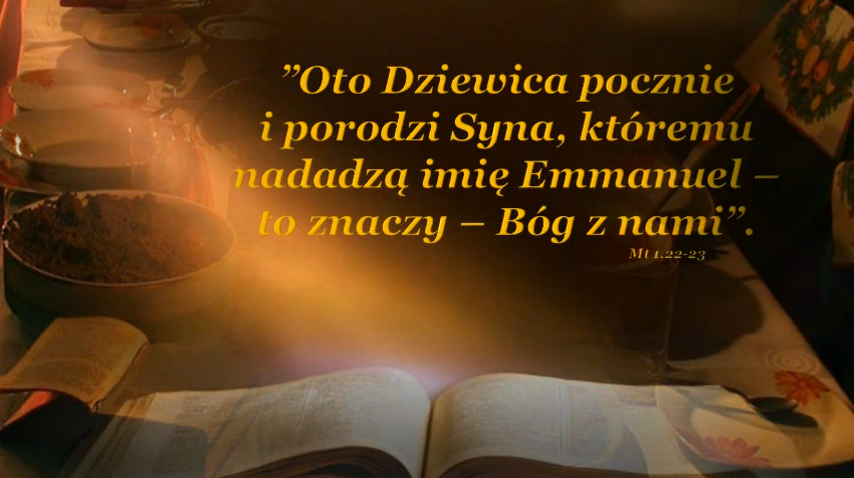 ”Oto Dziewica pocznie
i porodzi Syna, któremu
nadadzą imię Emmanuel –
to znaczy – Bóg z nami”.
Mt 1,22-23